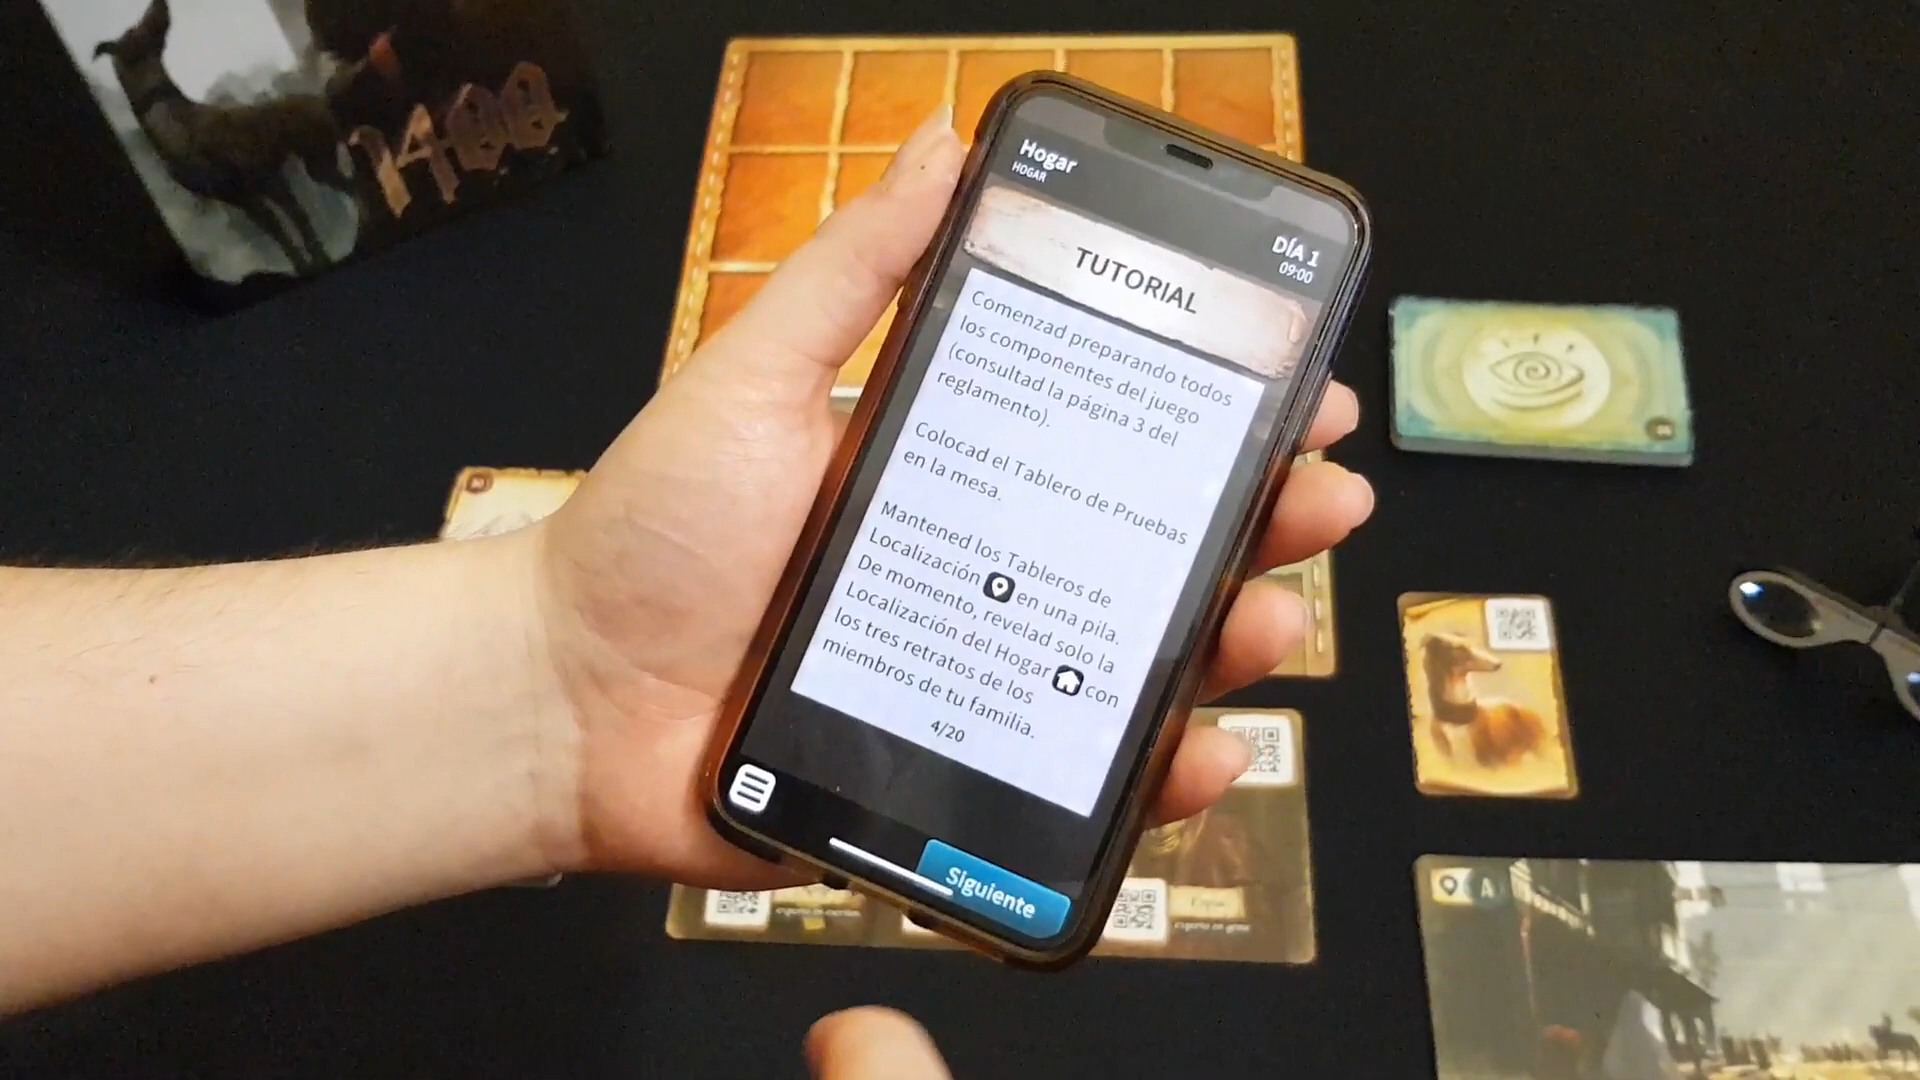 1400
Hogar
HOGAR
DÍA 1
09:00
TUTORIAL
Comenzad preparando todos
los componentes del juego
(consultad la página 3 del
reglamento).
Colocad el Tablero de Pruebas
en la mesa.
Mantened los Tableros de
Localización en una pila.
De momento, revelad solo la
Localización del Hogar con
los tres retratos de los
miembros de tu familia.
4/20
Siguiente
A